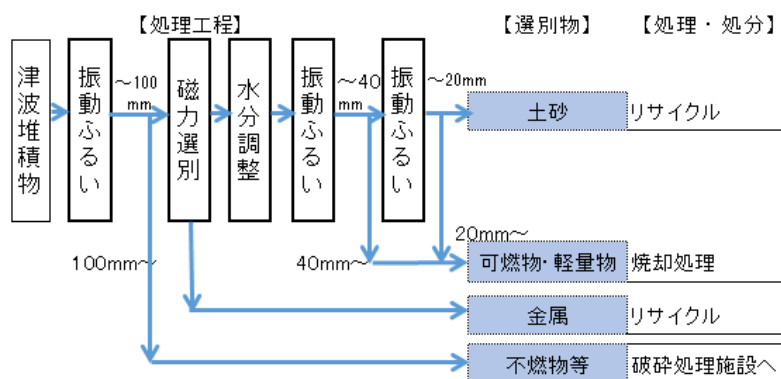 【処理工程】
【選別物】
【処理・処分】
津波堆積物
振動ふるい
～100
mm
磁力選別
水分調整
振動ふるい
～40
mm
振動ふるい
～20mm
土砂
リサイクル
20mm～
100mm～
40mm～
可燃物・軽量物
焼却処理
金属
リサイクル
不燃物等
破砕処理施設へ